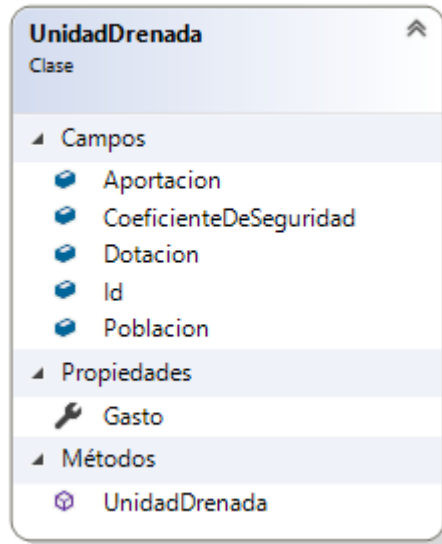 UnidadDrenada
Clase
Campos
Aportacion
CoeficienteDeSeguridad
Dotacion
Id
Poblacion
Propiedades
Gasto
Métodos
UnidadDrenada